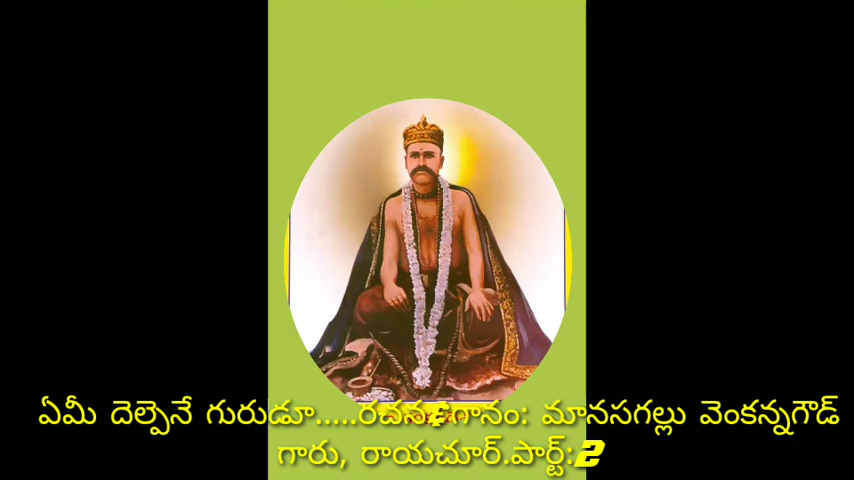 ఏమీ దెల్పెనే గురుడూ.....రచన&గానం: మానసగల్లు వెంకన్నగౌడ్
గారు, రాయచూర్.పార్ట్:2